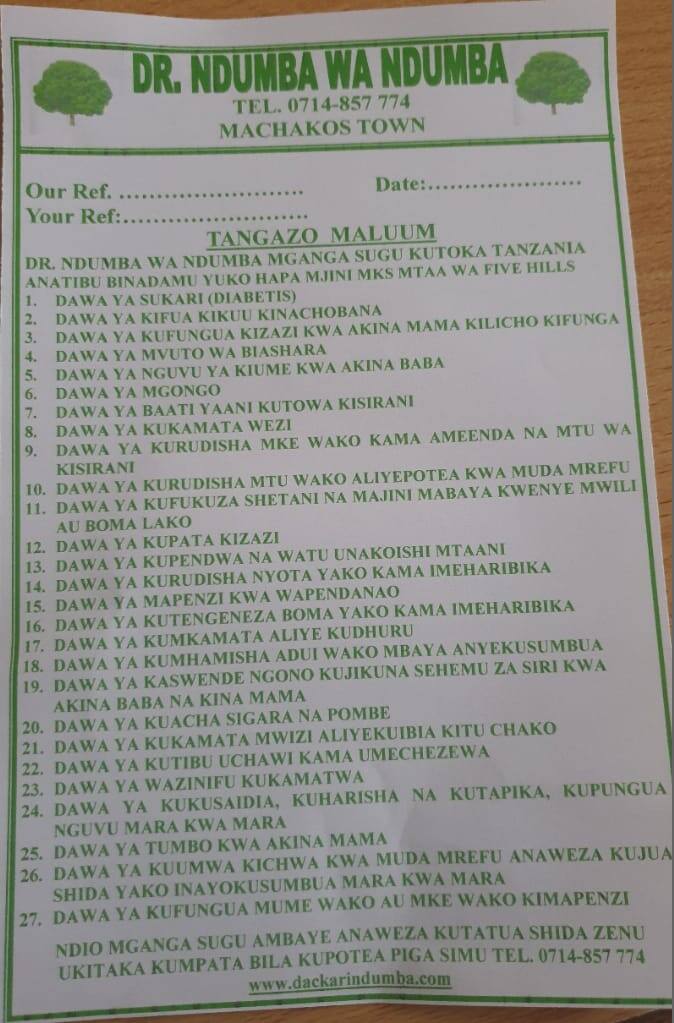 DR. NDUMBA WA NDUMBA
TEL. 0714-857 774
MACHAKOS TOWN
Our Ref. ............................ Date:.......................
Your Ref:............................
TANGAZO MALUUM
DR. NDUMBA WA NDUMBA MGANGA SUGU KUTOKA TANZANIA
ANATIBU BINADAMU YUKO HAPA MJINI MKS MTAA WA FIVE HILLS
1. DAWA YA SUKARI (DIABETIS)
2. DAWA YA KIFUA KIKUU KINACHOBANA
3. DAWA YA KUFUNGUA KIZAZI KWA AKINA MAMA KILICHO KIFUNGA
4. DAWA YA MVUTO WA BIASHARA
5. DAWA YA NGUVU YA KIUME KWA AKINA BABA
6. DAWA YA MGONGO
7. DAWA YA BAATI YAANI KUTOWA KISIRANI
8. DAWA YA KUKAMATA WEZI
9. DAWA YA KURUDISHA MKE WAKO KAMA AMEENDA NA MTU WA
KISIRANI
10. DAWA YA KURUDISHA MTU WAKO ALIYEPOTEA KWA MUDA MREFU
11. DAWA YA KUFUKUZA SHETANI NA MAJINI MABAYA KWENYE MWILI
AU BOMA LAKO
12. DAWA YA KUPATA KIZAZI
13. DAWA YA KUPENDWA NA WATU UNAKOISHI MTAANI
14. DAWA YA KURUDISHA NYOTA YAKO KAMA IMEHARIBIKA
15. DAWA YA MAPENZI KWA WAPENDANAO
16. DAWA YA KUTENGENEZA BOMA YAKO KAMA IMEHARIBIKA
17. DAWA YA KUMKAMATA ALIYE KUDHURU
18. DAWA YA KUMHAMISHA ADUI WAKO MBAYA ANYEKUSUMBUA
19. DAWA YA KASWENDE NGONO KUJIKUNA SEHEMU ZA SIRI KWA
AKINA BABA NA KINA MAMA
20. DAWA YA KUACHA SIGARA NA POMBE
21. DAWA YA KUKAMATA MWIZI ALIYEKUIBIA KITU CHAKO
22. DAWA YA KUTIBU UCHAWI KAMA UMECHEZEWA
23. DAWA YA WAZINIFU KUKAMATWA
24. DAWA YA KUKUSAIDIA, KUHARISHA NA KUTAPIKA, KUPUNGUA
NGUVU MARA KWA MARA
25. DAWA YA TUMBO KWA AKINA MAMA
26. DAWA YA KUUMWA KICHWA KWA MUDA MREFU ANAWEZA KUJUA
SHIDA YAKO INAYOKUSUMBUA MARA KWA MARA
27. DAWA YA KUFUNGUA MUME WAKO AU MKE WAKO KIMAPENZI
NDIO MGANGA SUGU AMBAYE ANAWEZA KUTATUA SHIDA ZENU
UKITAKA KUMPATA BILA KUPOTEA PIGA SIMU TEL. 0714-857 774
www.dackarindumba.com